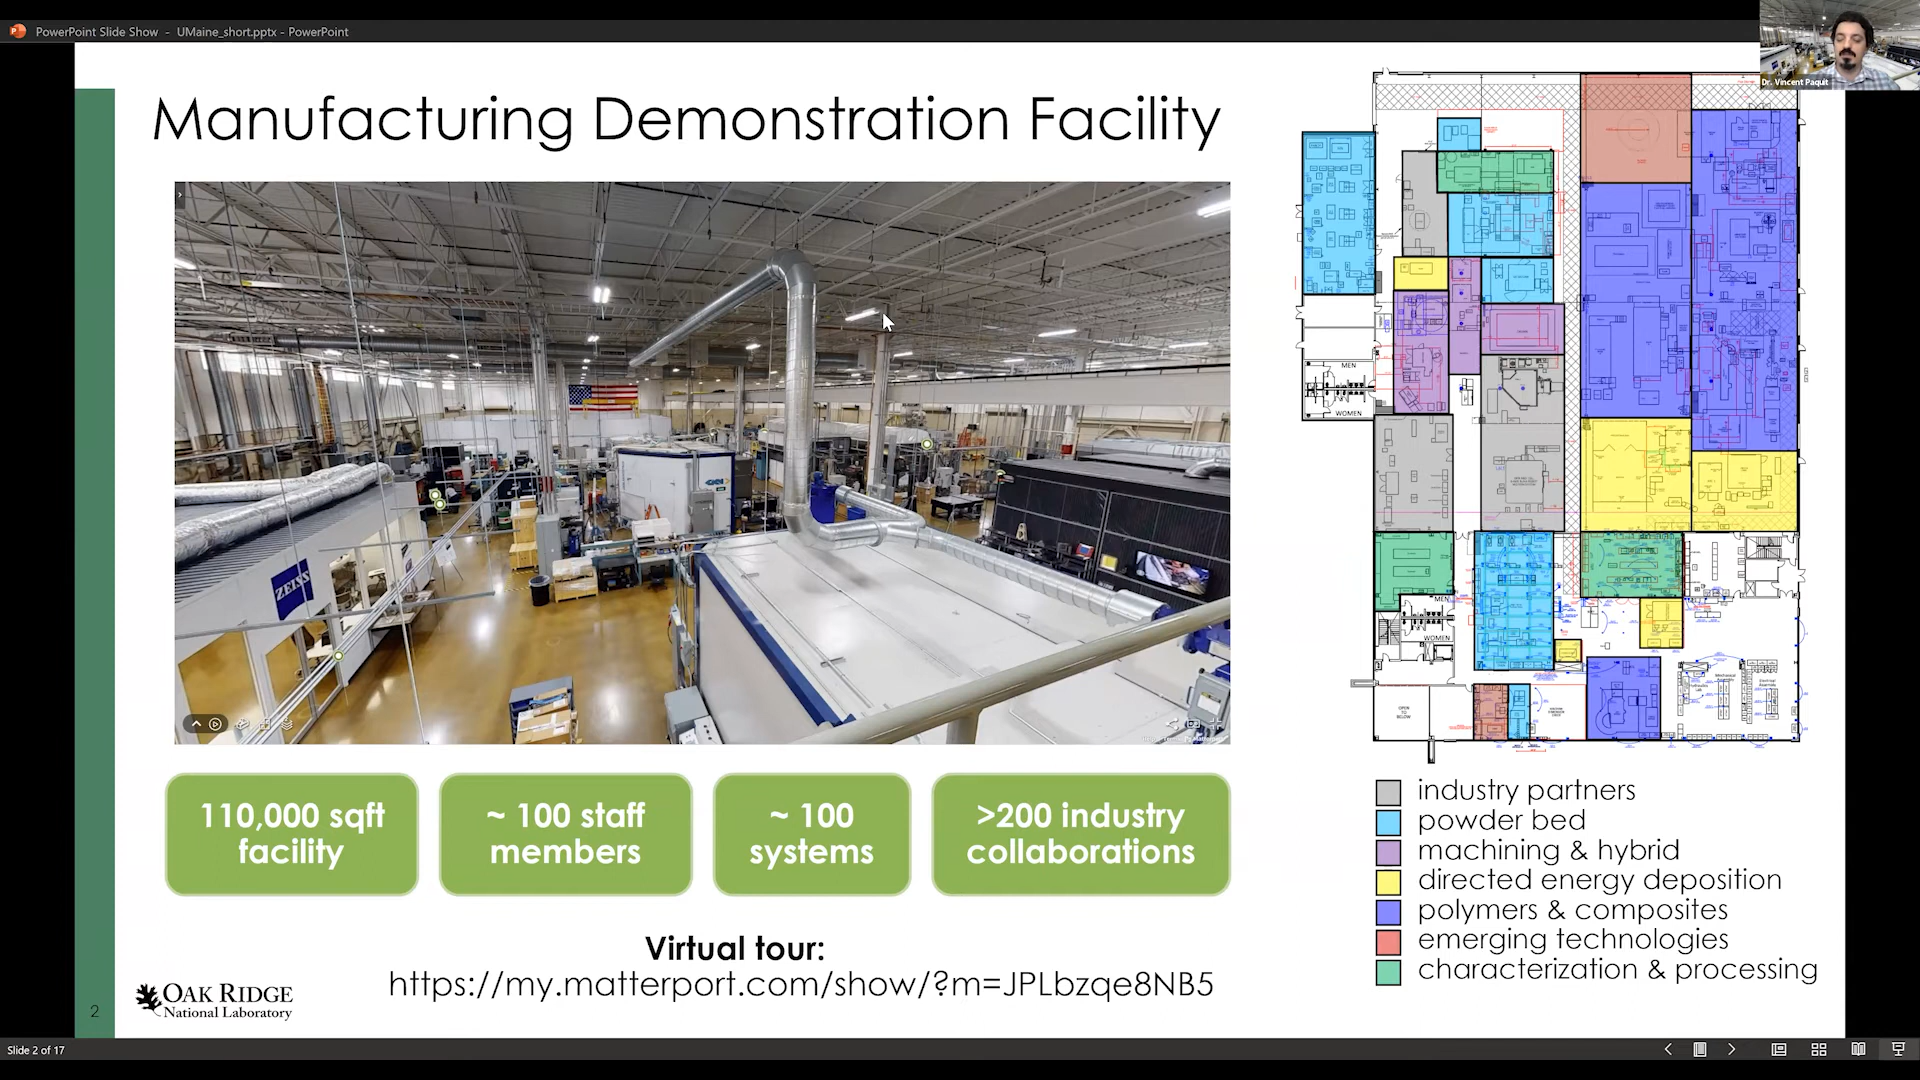 PowerPoint Slide Show - UMaine_short.pptx - PowerPoint
Dr. Vincent Paquit
Manufacturing Demonstration Facility
ZEISS
MEN
WOMEN
MEN
WOMEN
OPEN
TO
BELOW
110,000 sqft
facility
~ 100 staff
members
~ 100
systems
>200 industry
collaborations
industry partners
powder bed
machining & hybrid
directed energy deposition
polymers & composites
emerging technologies
characterization & processing
Virtual tour:
https://my.matterport.com/show/?m=JPLbzqe8NB5
OAK RIDGE
National Laboratory
2
Slide 2 of 17